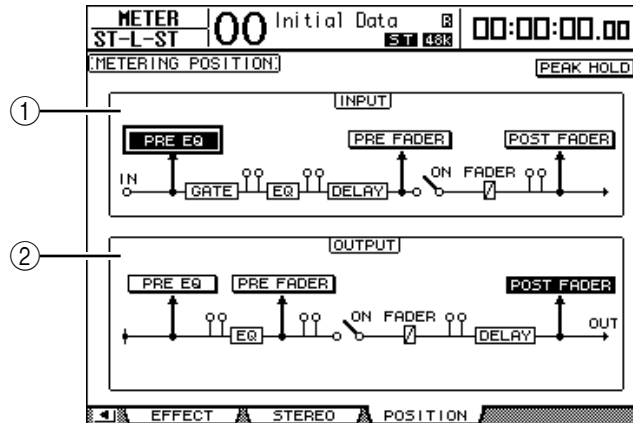 METER
ST-L-ST
00 Initial Data R
ST 48k
00:00:00.00
METERING POSITION
PEAK HOLD
1
INPUT
PRE EQ PRE FADER POST FADER
IN GATE EQ DELAY ON FADER
2
OUTPUT
PRE EQ PRE FADER POST FADER
EQ ON FADER DELAY OUT
EFFECT STEREO POSITION